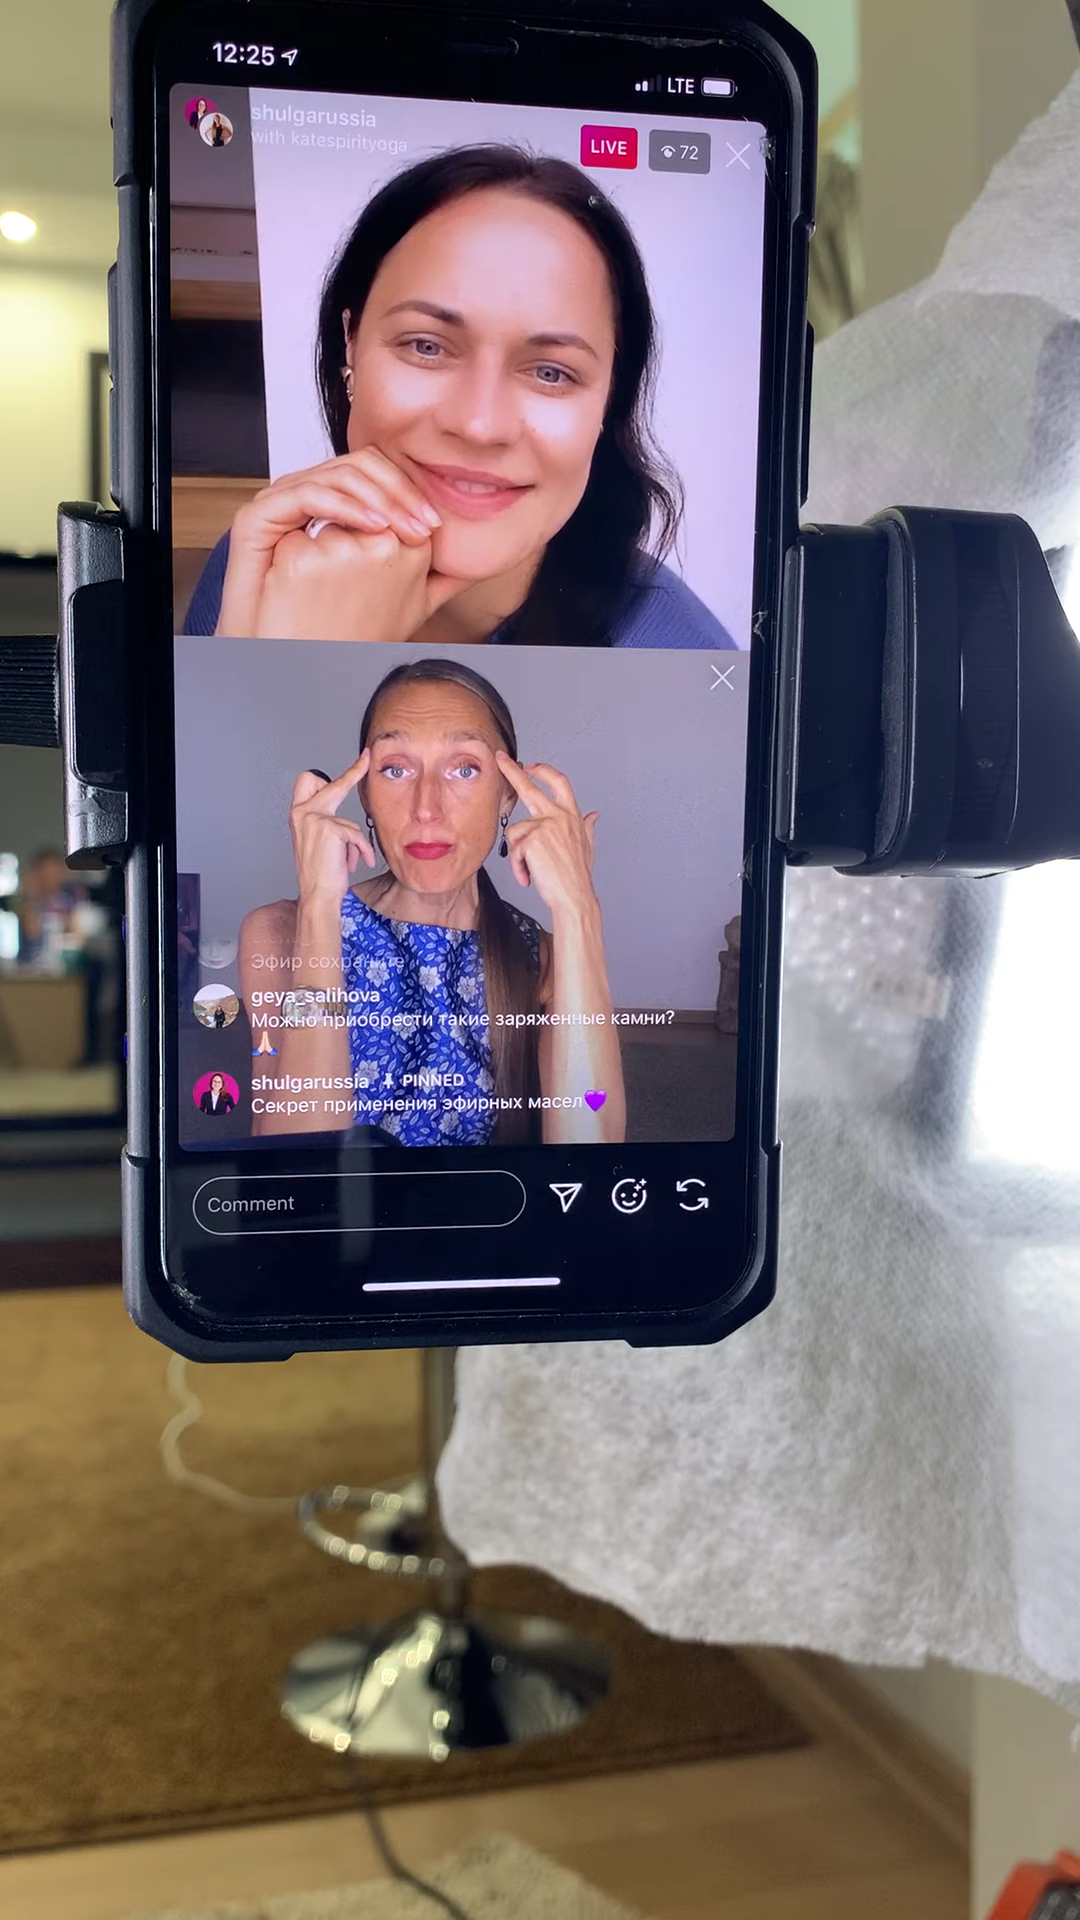 12:25
LTE
shulgarussia
with katespirityoga
LIVE
72
Эфир сохраните
geya_salihova
Можно приобрести такие заряженные камни?
🙏🏻
shulgarussia PINNED
Секрет применения эфирных масел💜
Comment